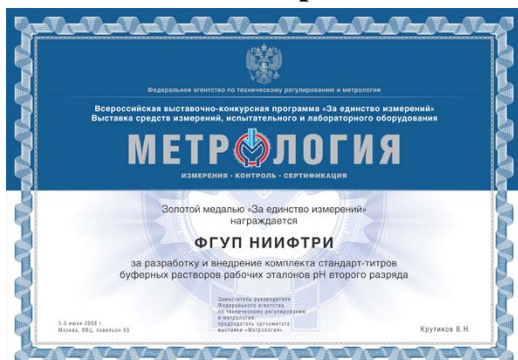 Федеральное агентство по техническому регулированию и метрологии
Всероссийская выставочно-конкурсная программа «За единство измерений»
Выставка средств измерений, испытательного и лабораторного оборудования
МЕТРОЛОГИЯ
ИЗМЕРЕНИЯ - КОНТРОЛЬ - СЕРТИФИКАЦИЯ
Золотой медалью «За единство измерений»
награждается
ФГУП НИИФТРИ
за разработку и внедрение комплекта стандарт-титров
буферных растворов рабочих эталонов pH второго разряда
Заместитель руководителя
Федерального агентства
по техническому регулированию
и метрологии,
председатель оргкомитета
выставки «Метрология»
3-5 июня 2008 г.
Москва, ВВЦ, павильон 55
Крутиков В.Н.